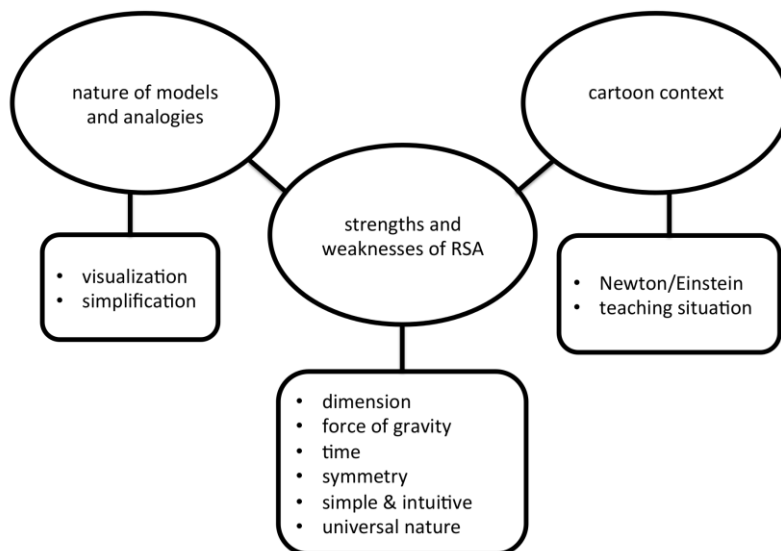 nature of models
and analogies
cartoon context
strengths and
weaknesses of RSA
• visualization
• simplification
• Newton/Einstein
• teaching situation
• dimension
• force of gravity
• time
• symmetry
• simple & intuitive
• universal nature